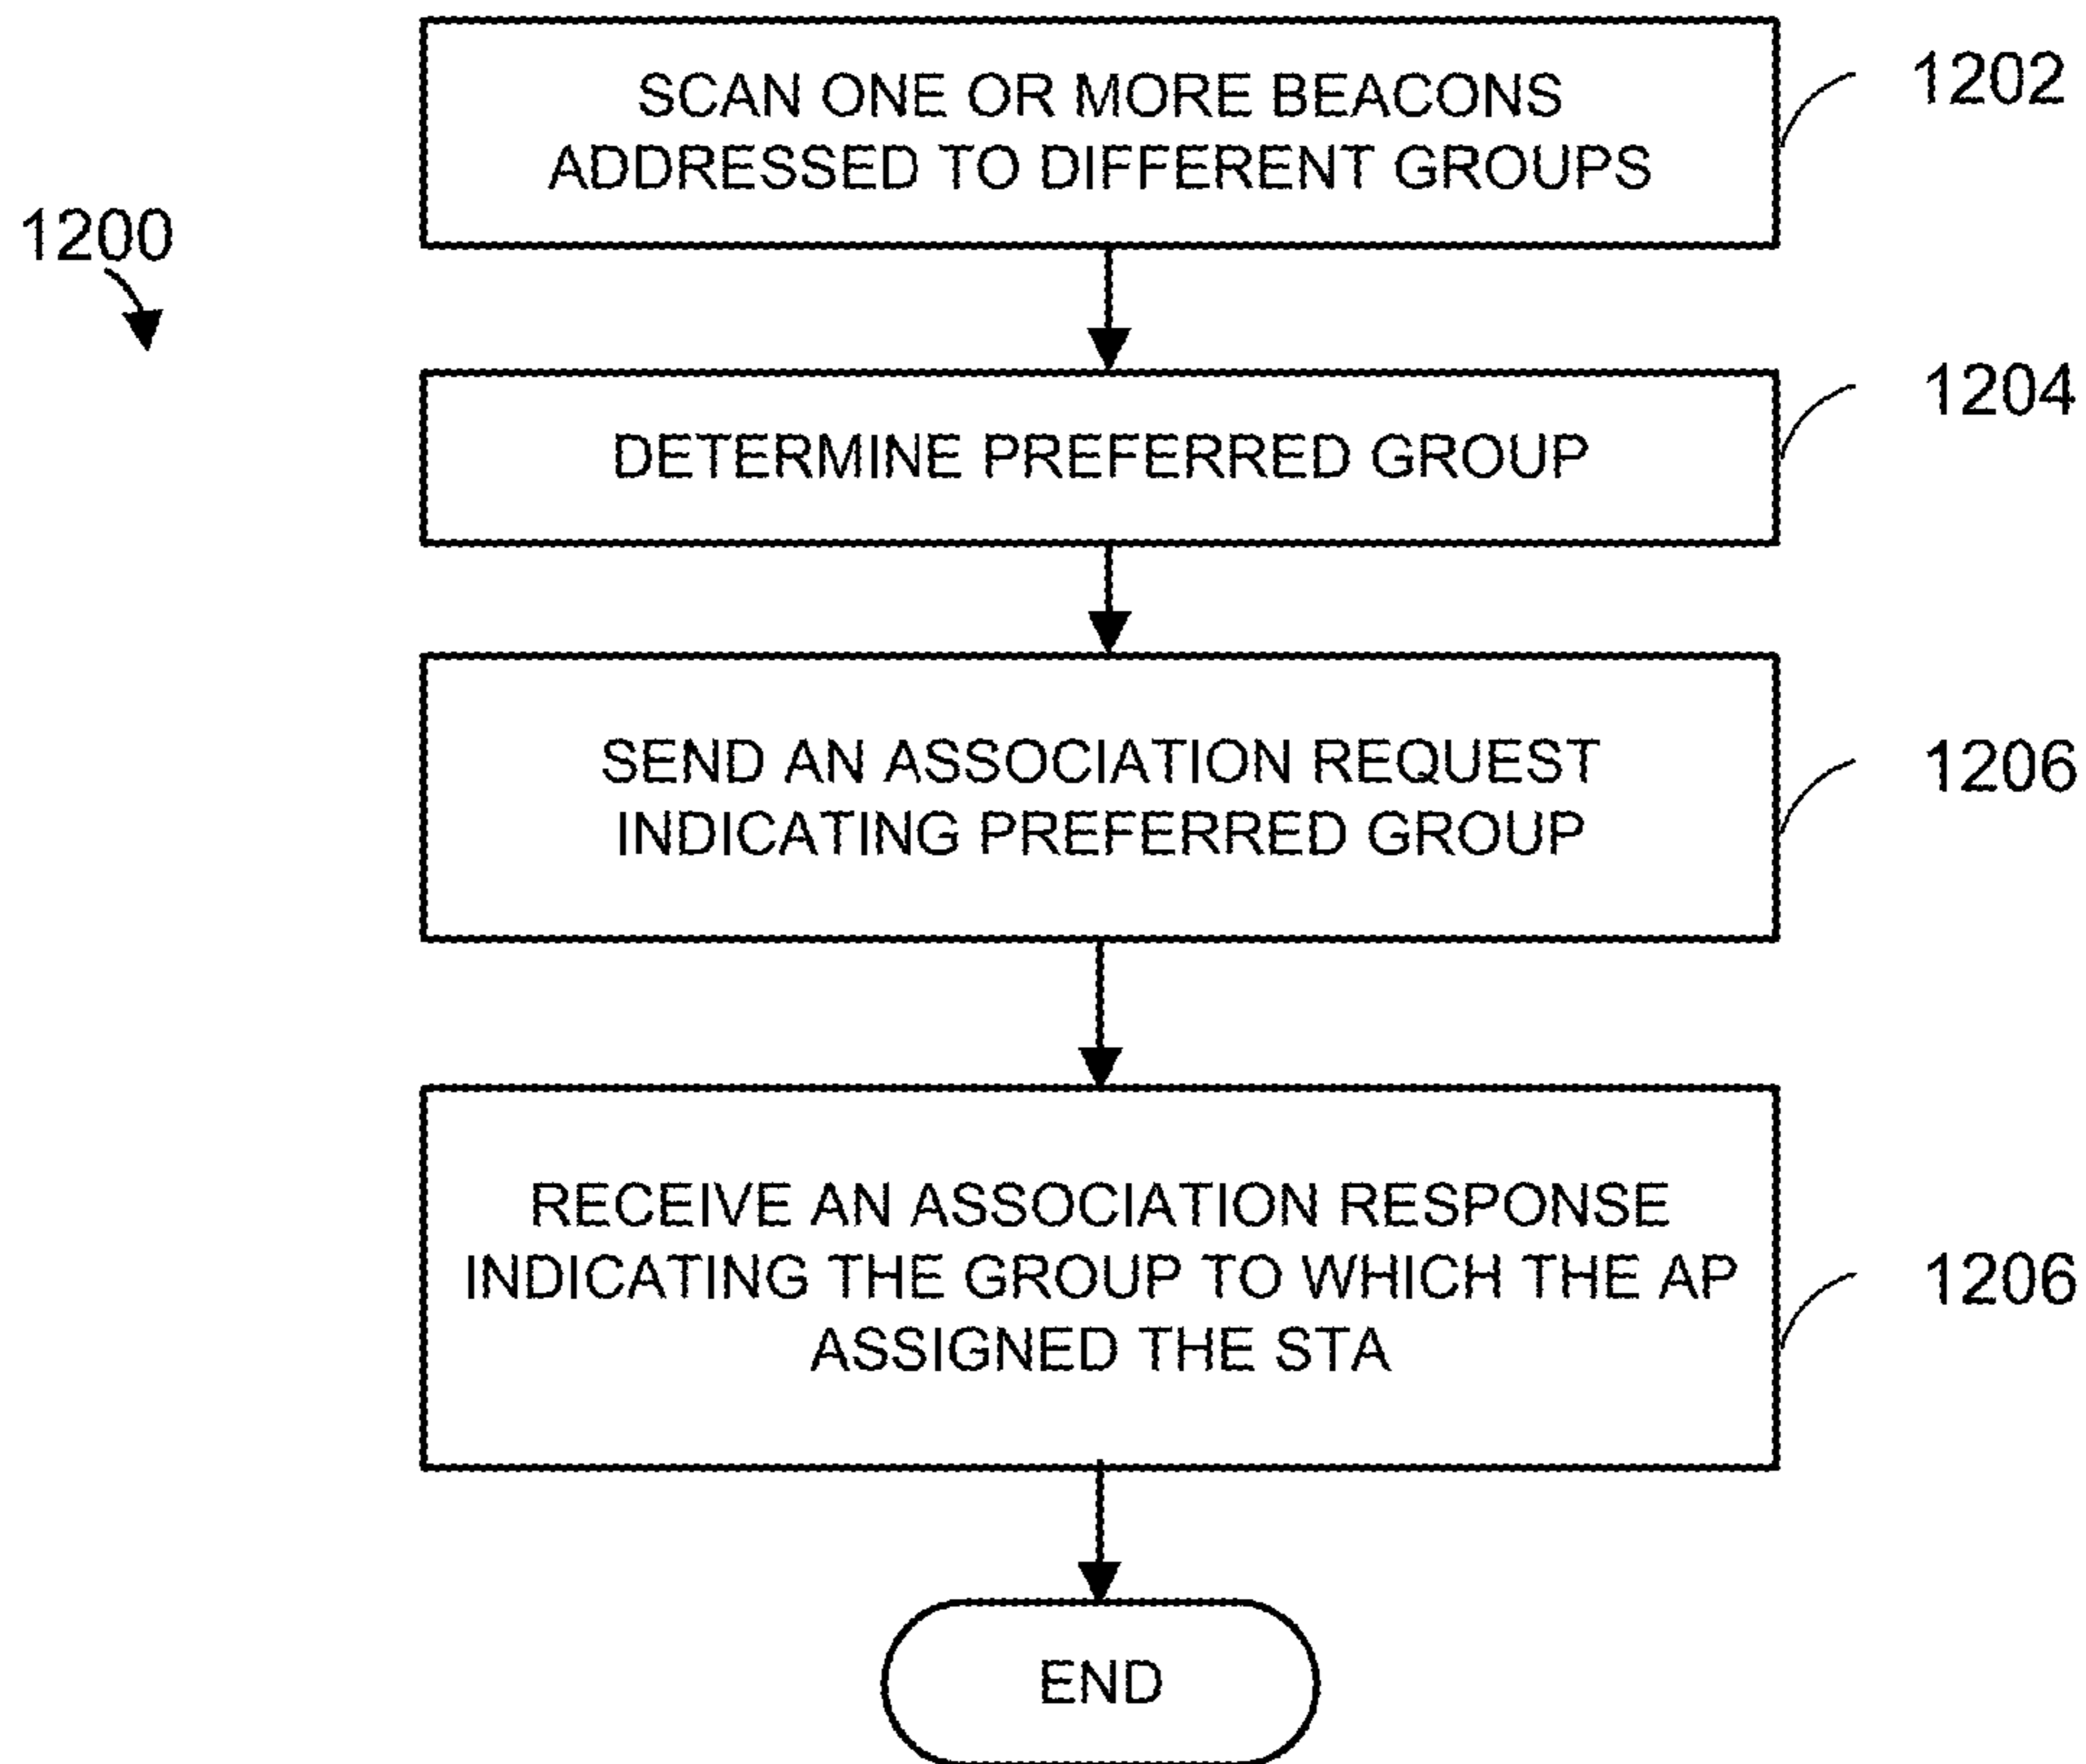 SCAN ONE OR MORE BEACONS
ADDRESSED TO DIFFERENT GROUPS
1202
1200
DETERMINE PREFERRED GROUP
1204
SEND AN ASSOCIATION REQUEST
INDICATING PREFERRED GROUP
1206
RECEIVE AN ASSOCIATION RESPONSE
INDICATING THE GROUP TO WHICH THE AP
ASSIGNED THE STA
1206
END